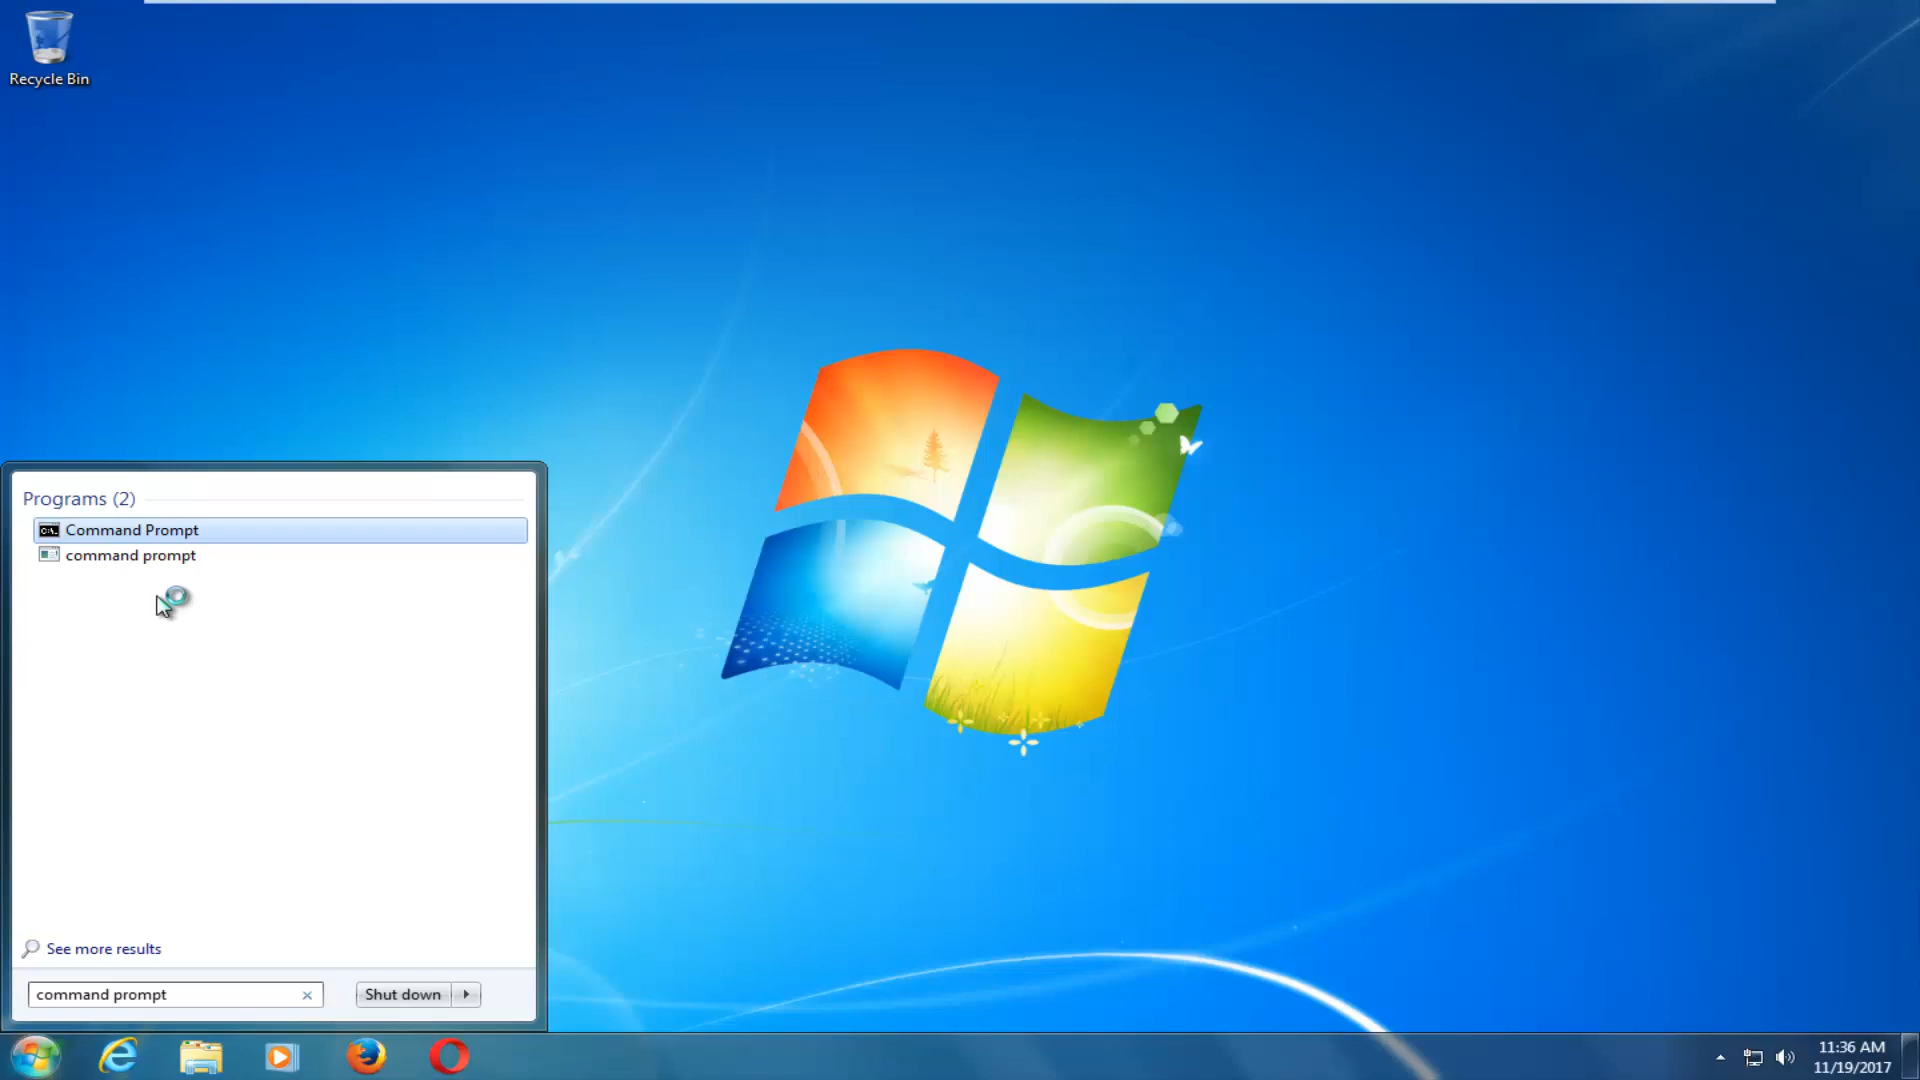 Recycle Bin
Programs (2)
C:\.
Command Prompt
command prompt
See more results
command prompt
Shut down
11:36 AM
11/19/2017